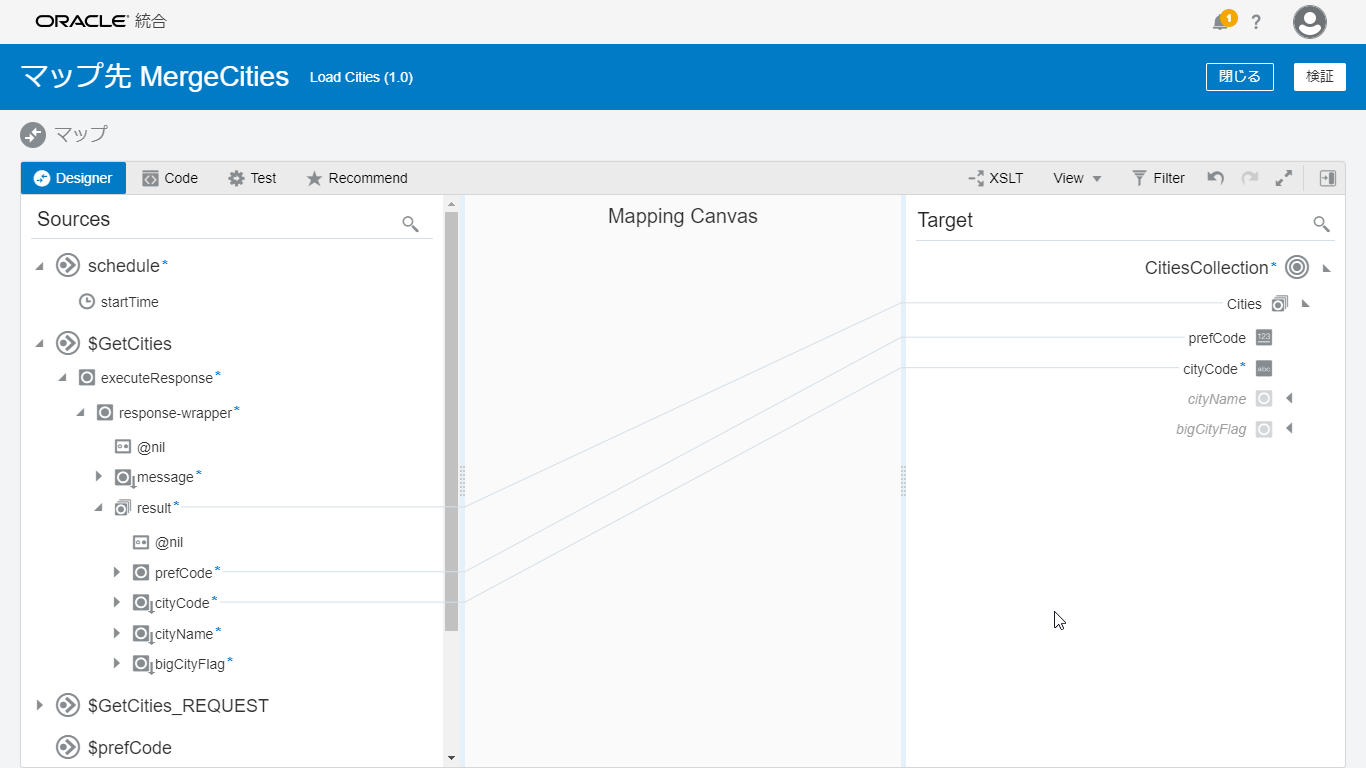 ORACLE 統合
1
?
マップ先 MergeCities Load Cities (1.0)
閉じる
検証
マップ
Designer
Code
Test
Recommend
XSLT
View
Filter
Sources
Mapping Canvas
Target
schedule*
startTime
$GetCities
executeResponse*
response-wrapper*
@nil
message*
result*
@nil
prefCode*
cityCode*
cityName*
bigCityFlag*
$GetCities_REQUEST
$prefCode
CitiesCollection*
Cities
prefCode 123
cityCode* abc
cityName
bigCityFlag